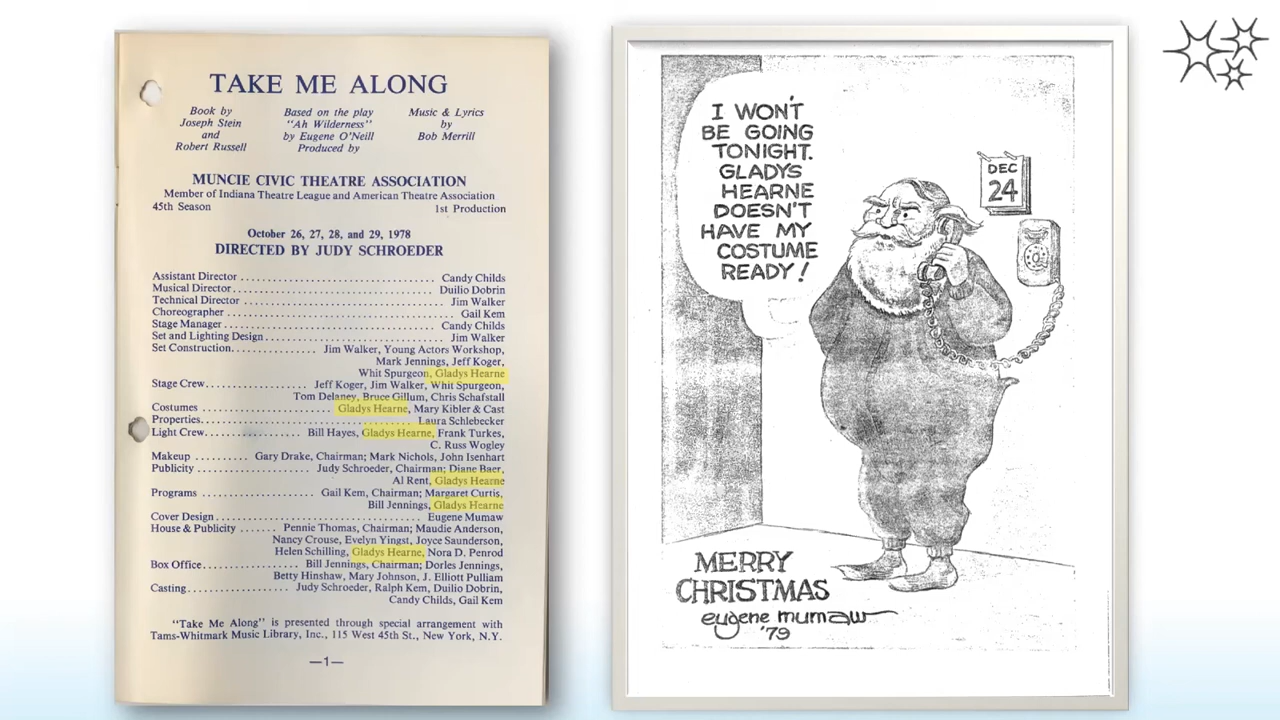 TAKE ME ALONG
Book by
Joseph Stein
and
Robert Russell
Based on the play
"Ah Wilderness"
by Eugene O'Neill
Produced by
Music & Lyrics
by
Bob Merrill
MUNCIE CIVIC THEATRE ASSOCIATION
Member of Indiana Theatre League and American Theatre Association
45th Season 1st Production
October 26, 27, 28, and 29, 1978
DIRECTED BY JUDY SCHROEDER
Assistant Director ........ Candy Childs
Musical Director ........ Duilio Dobrin
Technical Director ........ Jim Walker
Choreographer ........ Gail Kem
Stage Manager ........ Candy Childs
Set and Lighting Design ........ Jim Walker
Set Construction ........ Jim Walker, Young Actors Workshop,
Mark Jennings, Jeff Koger,
Whit Spurgeon, Gladys Hearne
Stage Crew ........ Jeff Koger, Jim Walker, Whit Spurgeon,
Tom Delaney, Bruce Gillum, Chris Schafstall
Costumes ........ Gladys Hearne, Mary Kibler & Cast
Properties ........ Laura Schlebecker
Light Crew ........ Bill Hayes, Gladys Hearne, Frank Turkes,
C. Russ Wogley
Makeup ........ Gary Drake, Chairman; Mark Nichols, John Isenhart
Publicity ........ Judy Schroeder, Chairman; Diane Baer,
Al Rent, Gladys Hearne
Programs ........ Gail Kem, Chairman; Margaret Curtis,
Bill Jennings, Gladys Hearne
Cover Design ........ Eugene Mumaw
House & Publicity ........ Pennie Thomas, Chairman; Maudie Anderson,
Nancy Crouse, Evelyn Yingst, Joyce Saunderson,
Helen Schilling, Gladys Hearne, Nora D. Penrod
Box Office ........ Bill Jennings, Chairman; Dorles Jennings,
Betty Hinshaw, Mary Johnson, J. Elliott Pulliam
Casting ........ Judy Schroeder, Ralph Kem, Duilio Dobrin,
Candy Childs, Gail Kem
"Take Me Along" is presented through special arrangement with
Tams-Whitmark Music Library, Inc., 115 West 45th St., New York, N.Y.
—1—
I WON'T
BE GOING
TONIGHT.
GLADYS
HEARNE
DOESN'T
HAVE MY
COSTUME
READY!
DEC
24
MERRY
CHRISTMAS
eugene mumaw
'79